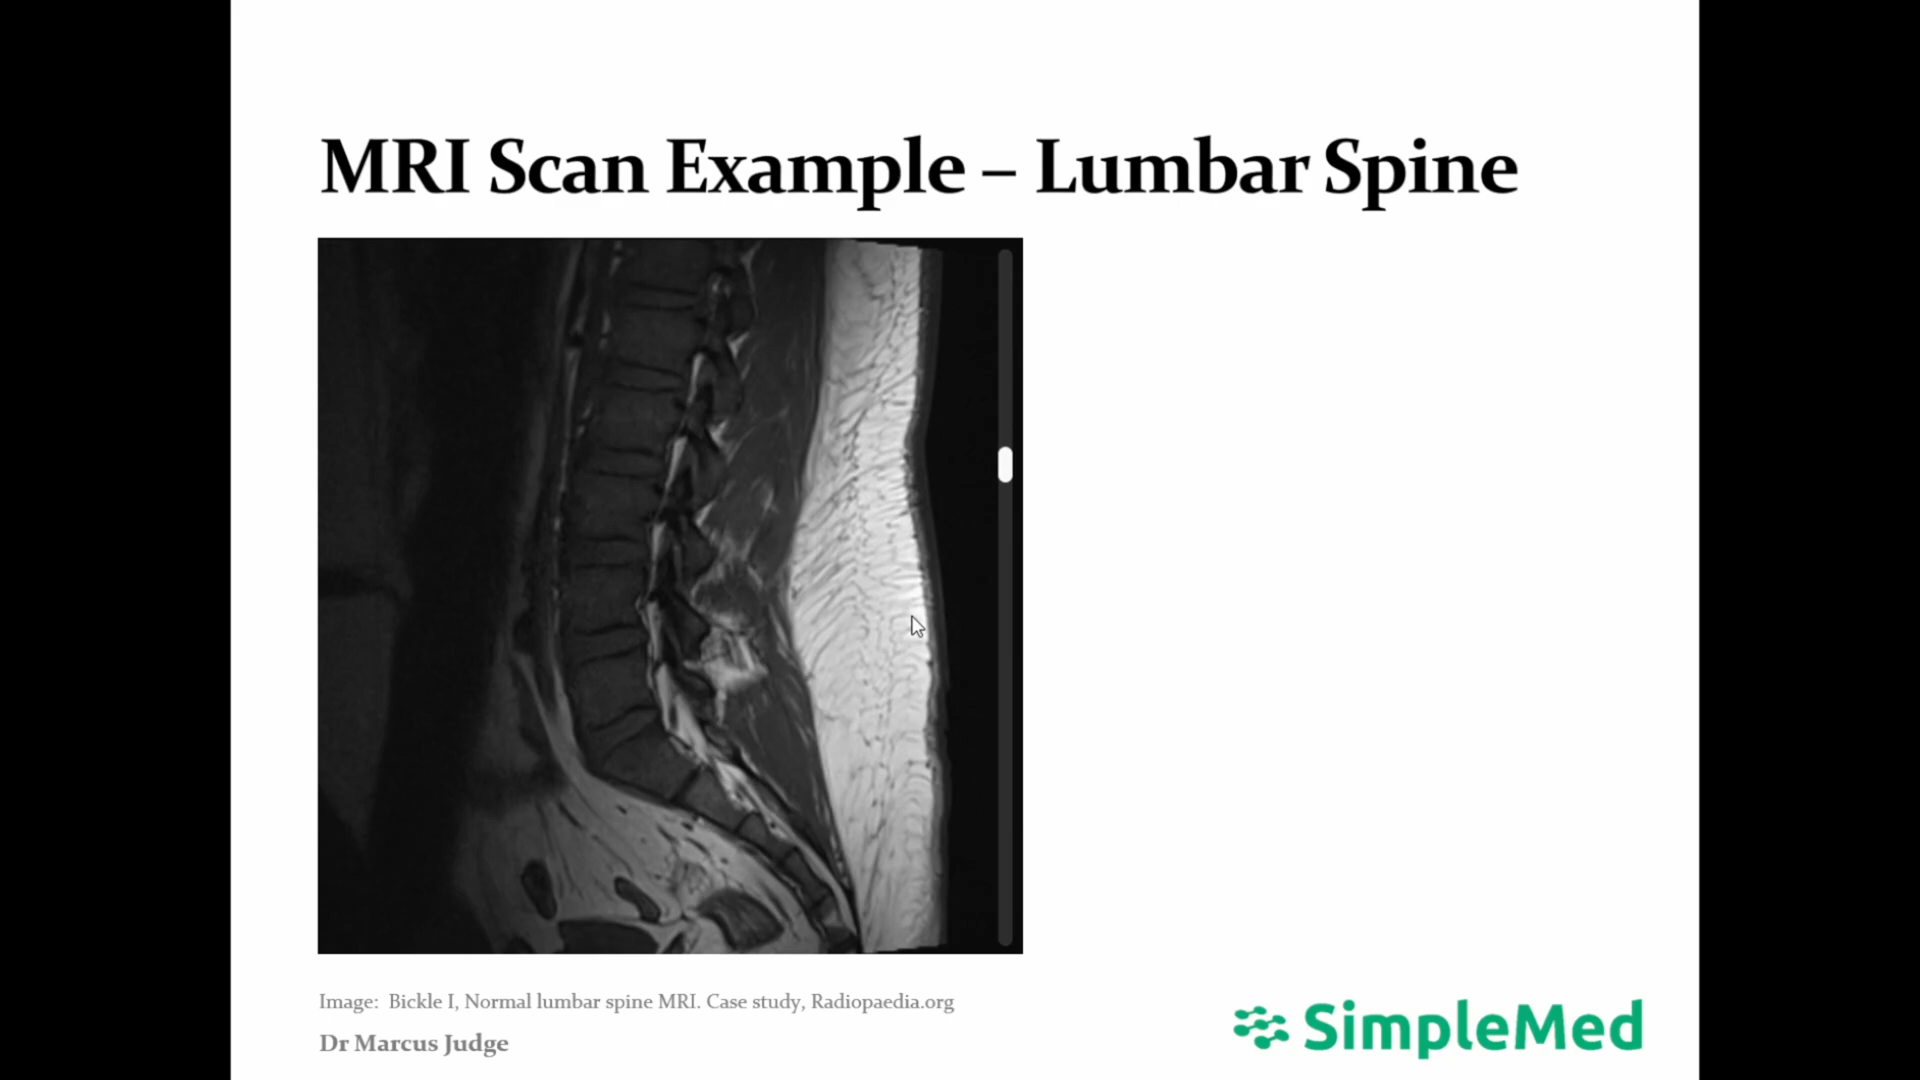 MRI Scan Example – Lumbar Spine
Image: Bickle I, Normal lumbar spine MRI. Case study, Radiopaedia.org
Dr Marcus Judge
SimpleMed